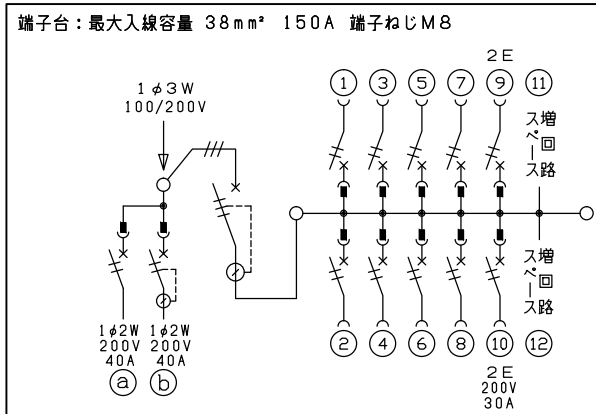 端子台：最大入線容量 38mm² 150A 端子ねじM8
1φ3W
100/200V
2E
① ③ ⑤ ⑦ ⑨ ⑪
増回路
スペース
増回路
スペース
② ④ ⑥ ⑧ ⑩ ⑫
2E
200V
30A
1φ2W 1φ2W
200V 200V
40A 40A
ⓐ ⓑ